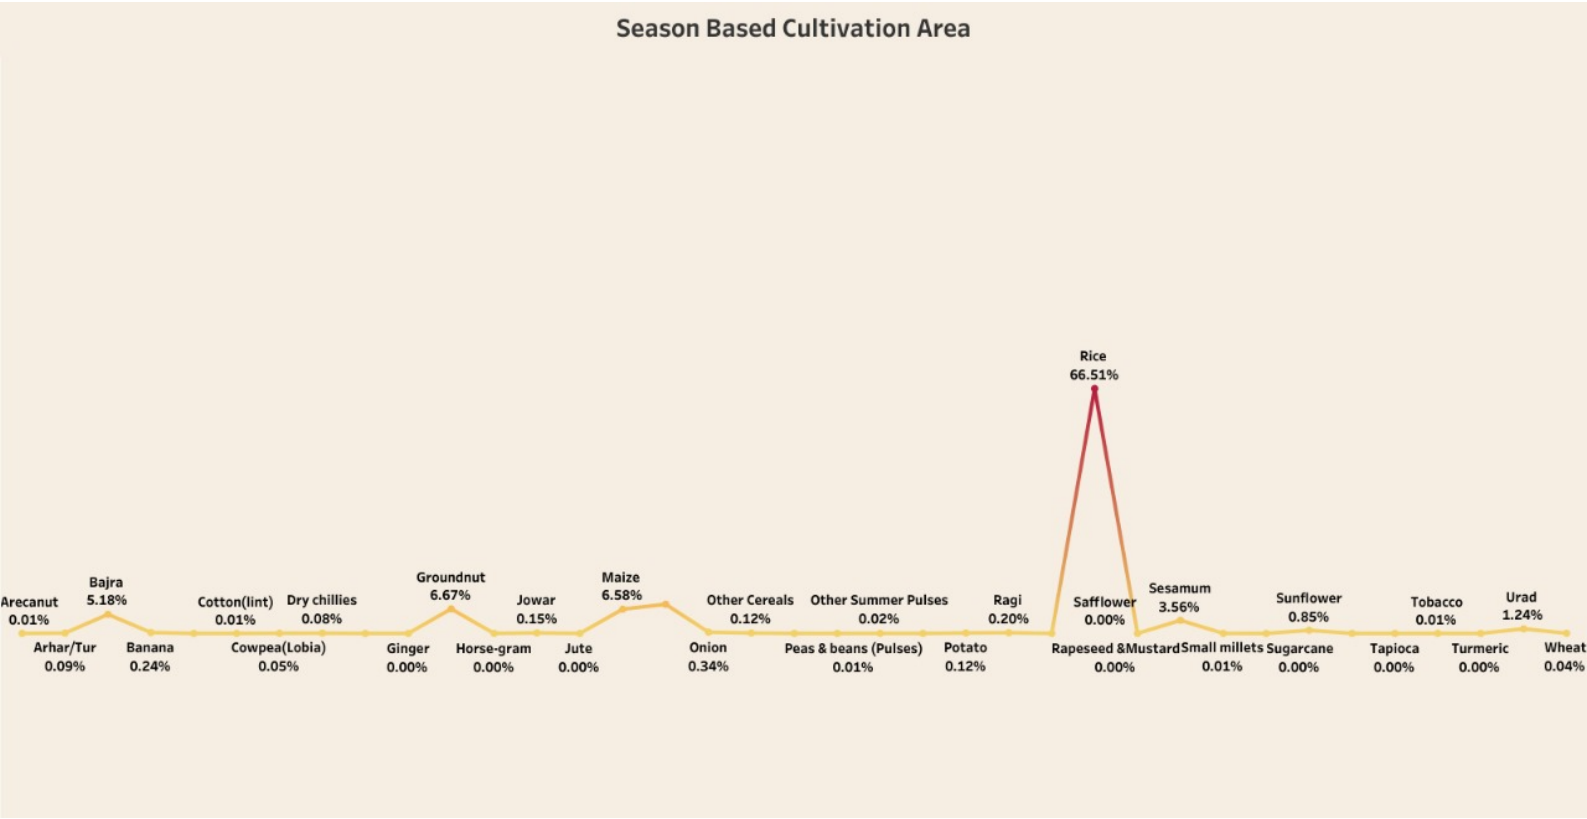 Season Based Cultivation Area
Rice
66.51%
Arecanut
0.01%
Arhar/Tur
0.09%
Bajra
5.18%
Banana
0.24%
Cotton(lint)
0.01%
Cowpea(Lobia)
0.05%
Dry chillies
0.08%
Ginger
0.00%
Groundnut
6.67%
Horse-gram
0.00%
Jowar
0.15%
Jute
0.00%
Maize
6.58%
Onion
0.34%
Other Cereals
0.12%
Peas & beans (Pulses)
0.01%
Other Summer Pulses
0.02%
Potato
0.12%
Ragi
0.20%
Rapeseed &Mustard
0.00%
Safflower
0.00%
Sesamum
3.56%
Small millets
0.01%
Sugarcane
0.00%
Sunflower
0.85%
Tapioca
0.00%
Tobacco
0.01%
Turmeric
0.00%
Urad
1.24%
Wheat
0.04%